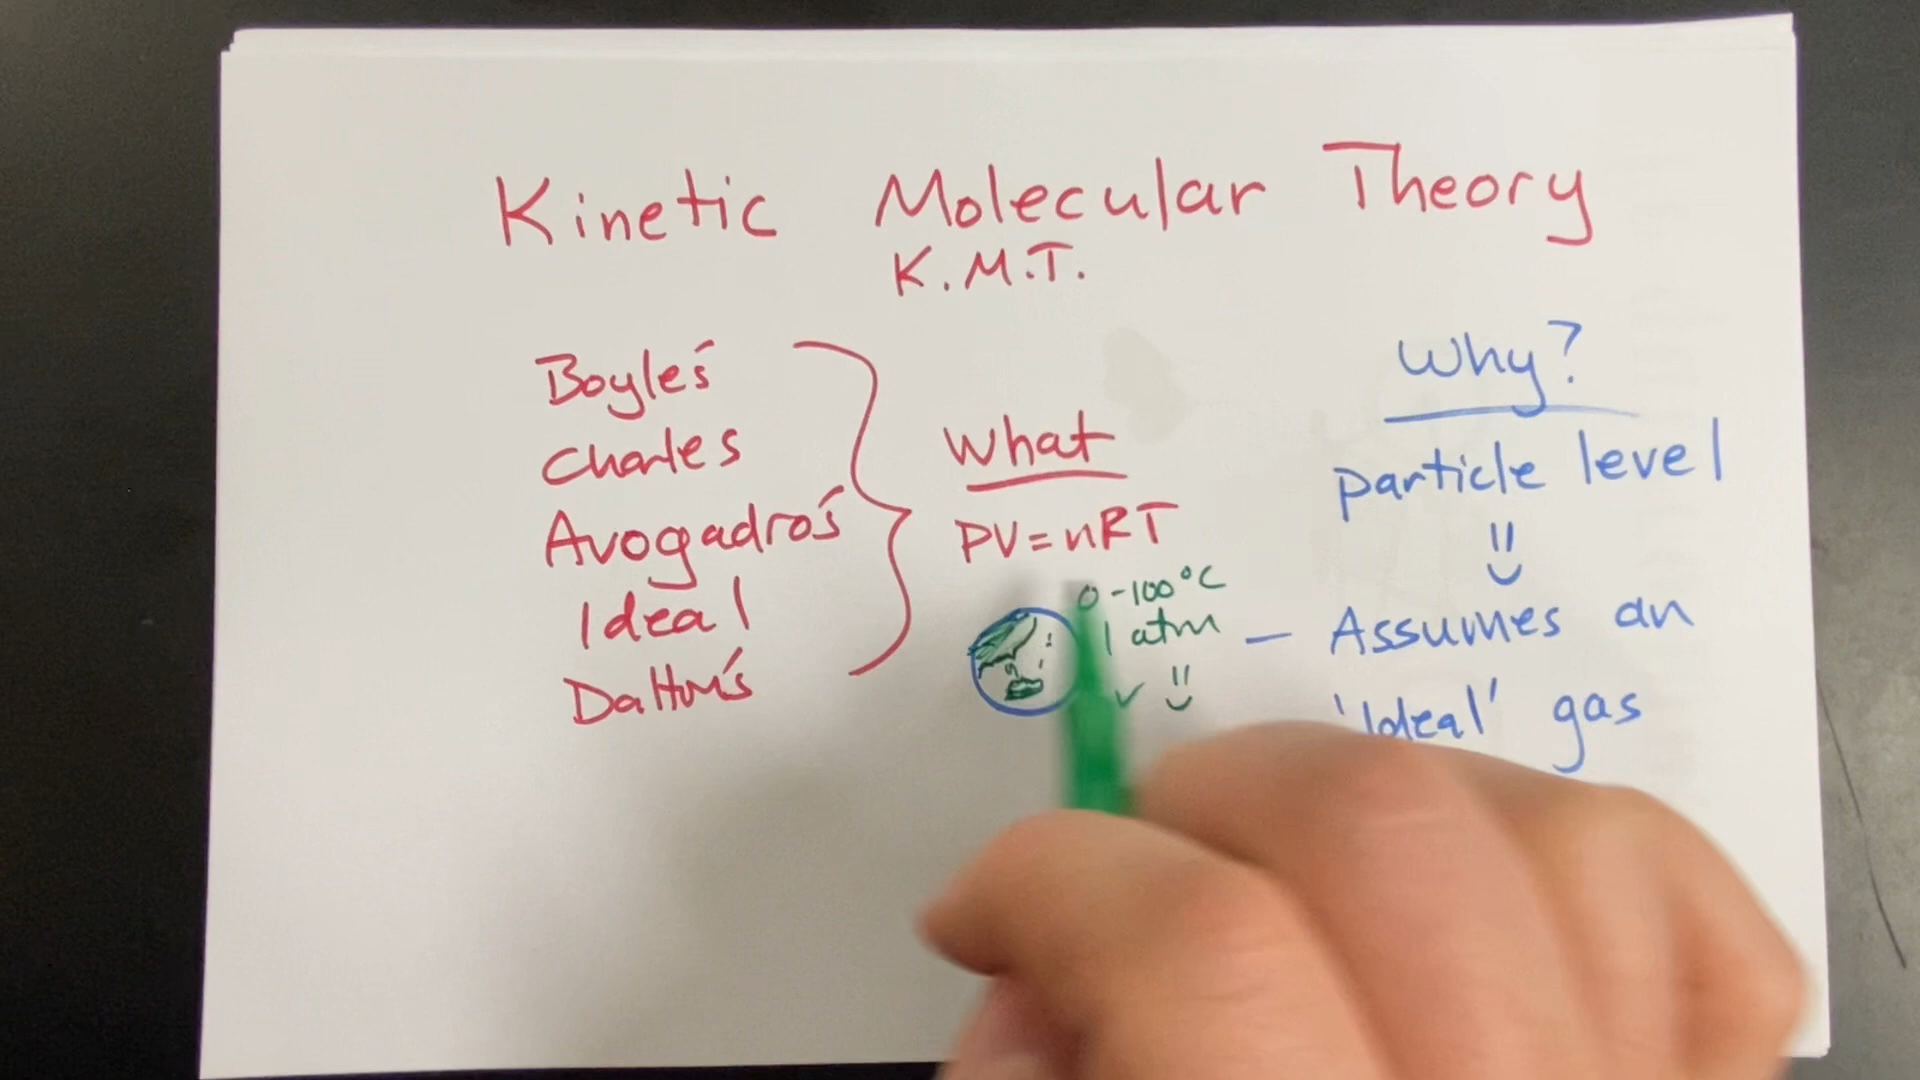 Kinetic Molecular Theory
K.M.T.
Boyle's
Charles
Avogadro's
Ideal
Dalton's
What
PV=nRT
0-100°C
1 atm
Why?
particle level
- Assumes an
'Ideal' gas